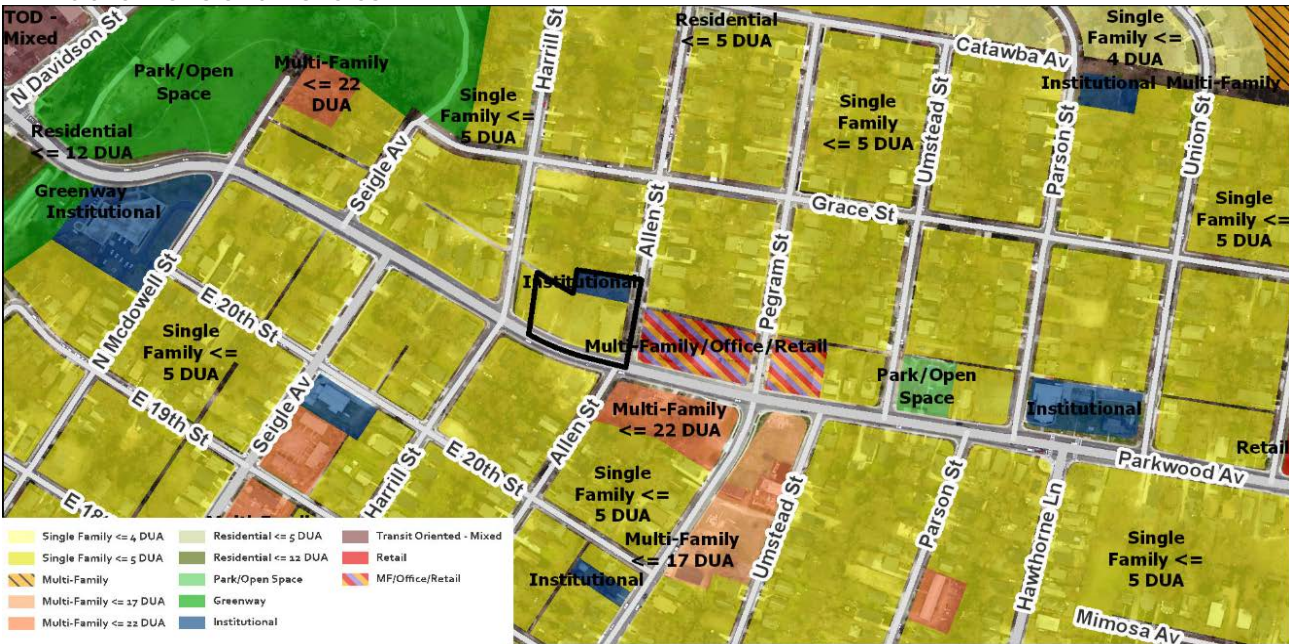 TOD -
Mixed
N Davidson St
Park/Open
Space
Multi-Family
<= 22
DUA
Harrill St
Residential
<= 5 DUA
Umstead St
Catawba Av
Single
Family
<= 4 DUA
Institutional
Multi-Family
Residential
<= 12 DUA
Seigle Av
Single
Family <=
5 DUA
Allen St
Single
Family
<= 5 DUA
Parson St
Union St
Greenway
Institutional
Pegram St
Grace St
Single
Family <=
5 DUA
N Mcdowell St
E 20th St
Single
Family <=
5 DUA
Institutional
Multi-Family/Office/Retail
Park/Open
Space
Institutional
E 19th St
Seigle Av
Harrill St
E 20th St
Allen St
Multi-Family
<= 22 DUA
Single
Family <=
5 DUA
Umstead St
Parson St
Hawthorne Ln
Parkwood Av
Retail
E 18th
Multi-Family
<= 17 DUA
Institutional
Single
Family <=
5 DUA
Mimosa Av
Single Family <= 4 DUA
Single Family <= 5 DUA
Multi-Family
Multi-Family <= 17 DUA
Multi-Family <= 22 DUA
Residential <= 5 DUA
Residential <= 12 DUA
Park/Open Space
Greenway
Institutional
Transit Oriented - Mixed
Retail
MF/Office/Retail